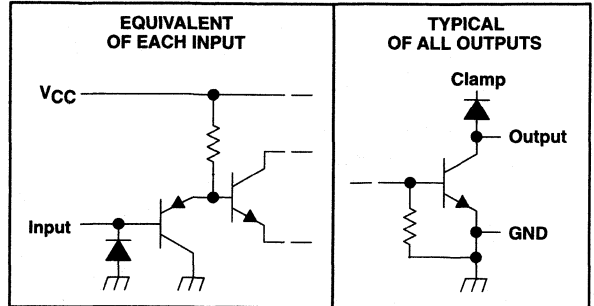 EQUIVALENT
OF EACH INPUT
VCC
Input
TYPICAL
OF ALL OUTPUTS
Clamp
Output
GND